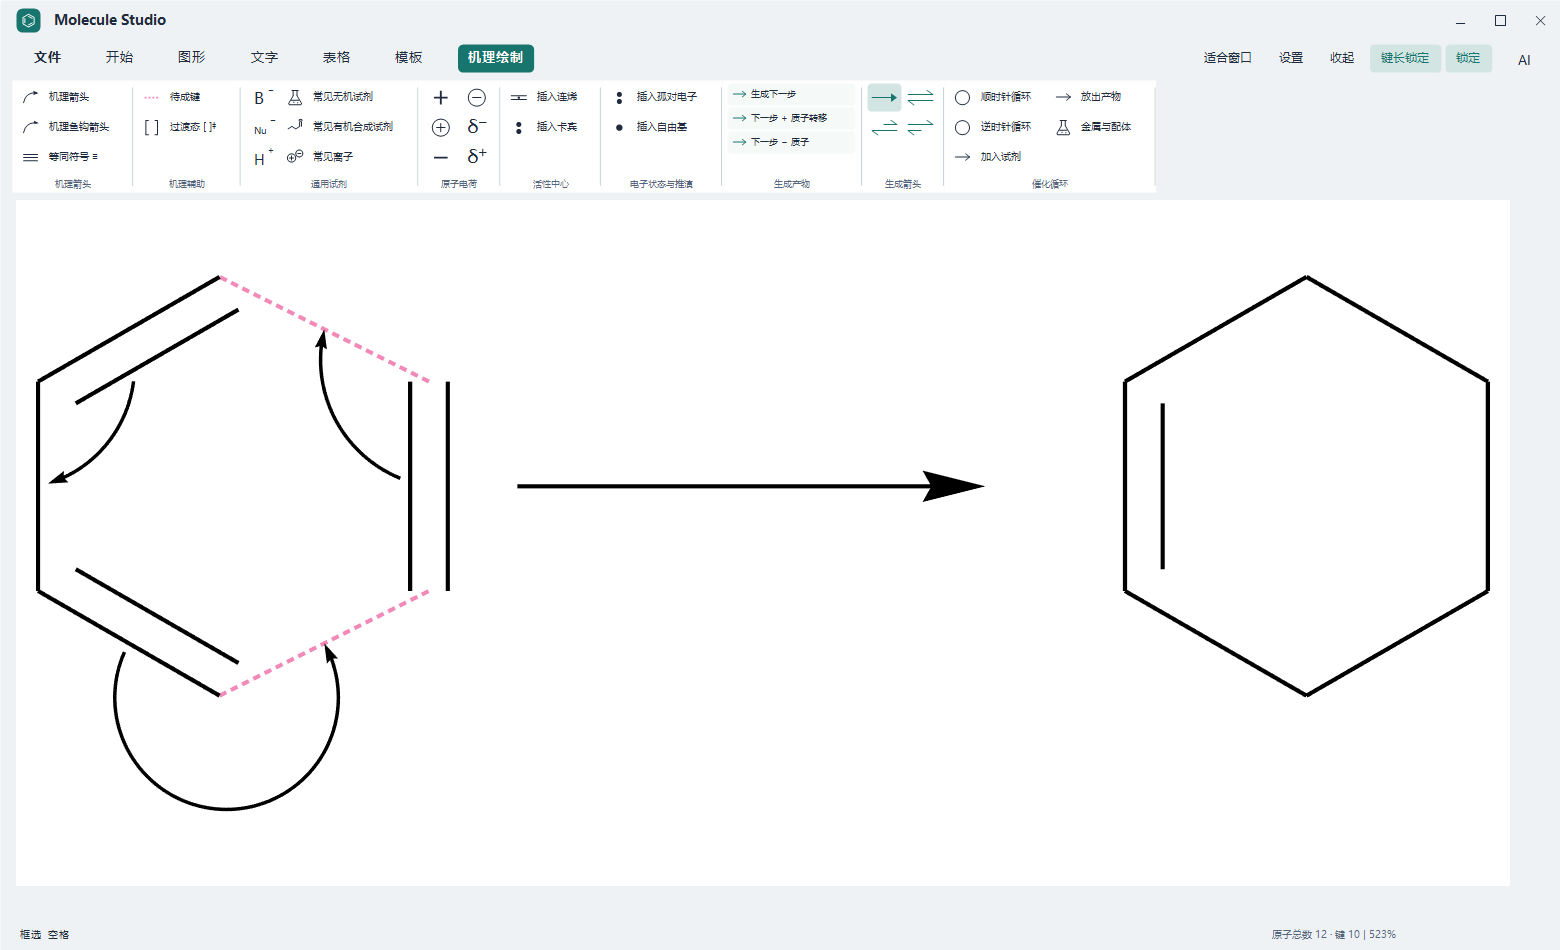 Molecule Studio
文件 开始 图形 文字 表格 模板 机理绘制 适合窗口 设置 收起 键长锁定 锁定 AI
机理箭头 待成键 B⁻ 常见无机试剂 + ⊖ 插入连烯 插入孤对电子 生成下一步 顺时针循环 放出产物
机理鱼钩箭头 过渡态 [ ]‡ Nu⁻ 常见有机合成试剂 ⊕ δ⁻ 插入卡宾 插入自由基 下一步 + 质子转移 逆时针循环 金属与配体
等同符号 ≡ H⁺ 常见离子 − δ⁺ 下一步 − 质子 加入试剂
机理箭头 机理辅助 通用试剂 原子电荷 活性中心 电子状态与推演 生成产物 生成箭头 催化循环
框选 空格 原子总数 12 · 键 10 | 523%